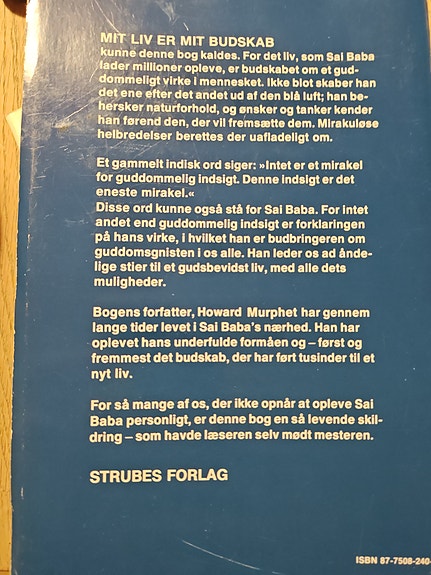 MIT LIV ER MIT BUDSKAB
kunne denne bog kaldes. For det liv, som Sai Baba
lader millioner opleve, er budskabet om et gud-
dommeligt virke i mennesket. Ikke blot skaber han
det ene efter det andet ud af den blå luft; han be-
hersker naturforhold, og ønsker og tanker kender
han førend den, der vil fremsætte dem. Mirakuløse
helbredelser berettes der uafladeligt om.
Et gammelt indisk ord siger: »Intet er et mirakel
for guddommelig indsigt. Denne indsigt er det
eneste mirakel.«
Disse ord kunne også stå for Sai Baba. For intet
andet end guddommelig indsigt er forklaringen
på hans virke, i hvilket han er budbringeren om
guddomsgnisten i os alle. Han leder os ad ånde-
lige stier til et gudsbevidst liv, med alle dets
muligheder.
Bogens forfatter, Howard Murphet har gennem
lange tider levet i Sai Baba's nærhed. Han har
oplevet hans underfulde formåen og – først og
fremmest det budskab, der har ført tusinder til et
nyt liv.
For så mange af os, der ikke opnår at opleve Sai
Baba personligt, er denne bog en så levende skil-
dring – som havde læseren selv mødt mesteren.
STRUBES FORLAG
ISBN 87-7508-240-